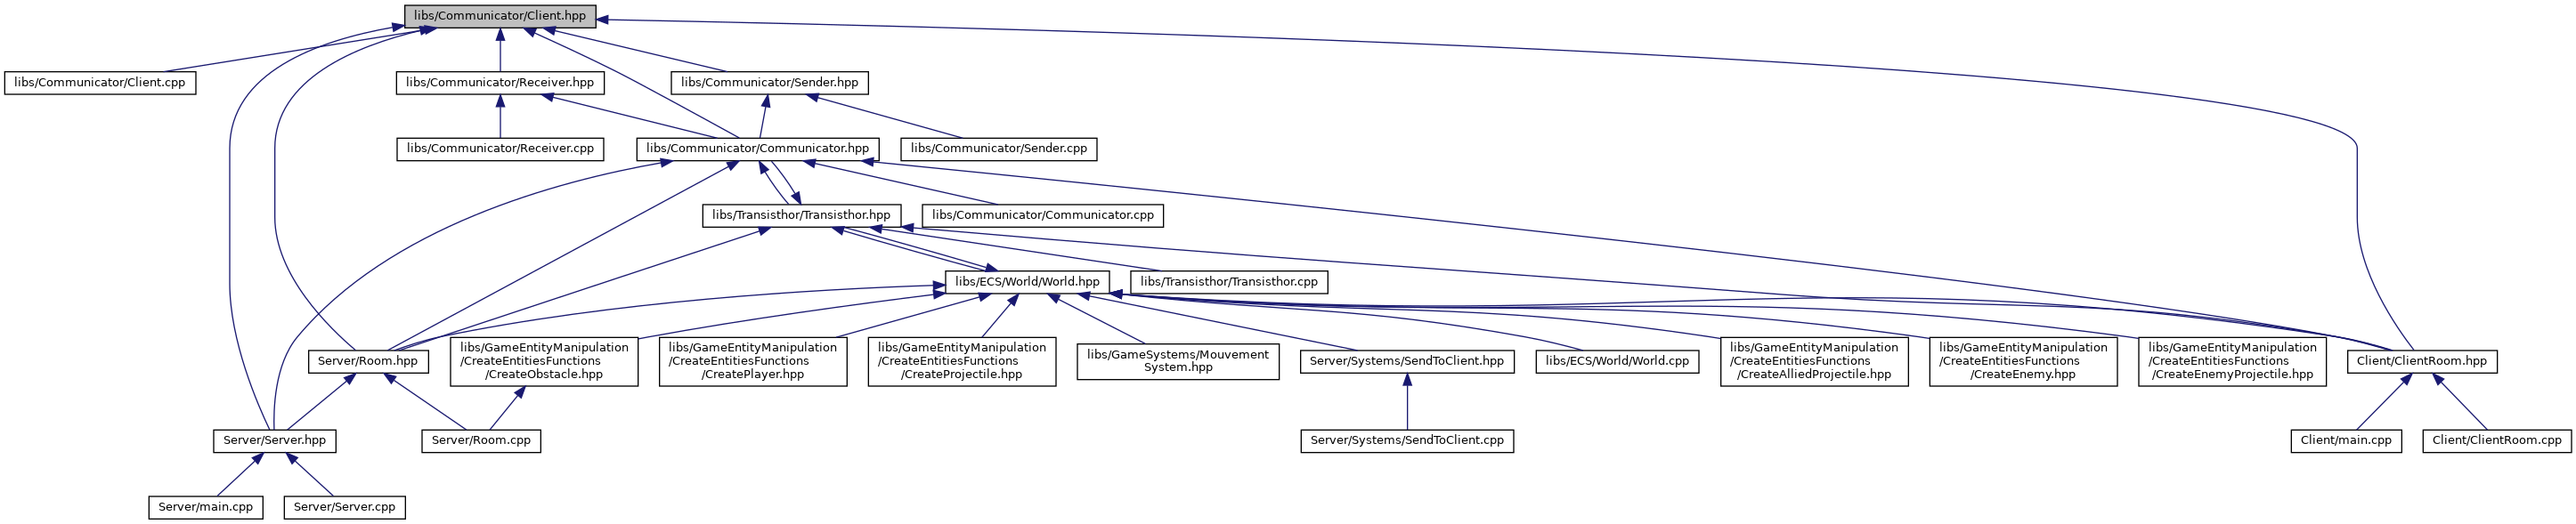 libs/Communicator/Client.hpp
libs/Communicator/Client.cpp
libs/Communicator/Receiver.hpp
libs/Communicator/Sender.hpp
libs/Communicator/Receiver.cpp
libs/Communicator/Communicator.hpp
libs/Communicator/Sender.cpp
libs/Transisthor/Transisthor.hpp
libs/Communicator/Communicator.cpp
libs/ECS/World/World.hpp
libs/Transisthor/Transisthor.cpp
Server/Room.hpp
libs/GameEntityManipulation
/CreateEntitiesFunctions
/CreateObstacle.hpp
libs/GameEntityManipulation
/CreateEntitiesFunctions
/CreatePlayer.hpp
libs/GameEntityManipulation
/CreateEntitiesFunctions
/CreateProjectile.hpp
libs/GameSystems/Mouvement
System.hpp
Server/Systems/SendToClient.hpp
libs/ECS/World/World.cpp
libs/GameEntityManipulation
/CreateEntitiesFunctions
/CreateAlliedProjectile.hpp
libs/GameEntityManipulation
/CreateEntitiesFunctions
/CreateEnemy.hpp
libs/GameEntityManipulation
/CreateEntitiesFunctions
/CreateEnemyProjectile.hpp
Client/ClientRoom.hpp
Server/Server.hpp
Server/Room.cpp
Server/Systems/SendToClient.cpp
Client/main.cpp
Client/ClientRoom.cpp
Server/main.cpp
Server/Server.cpp